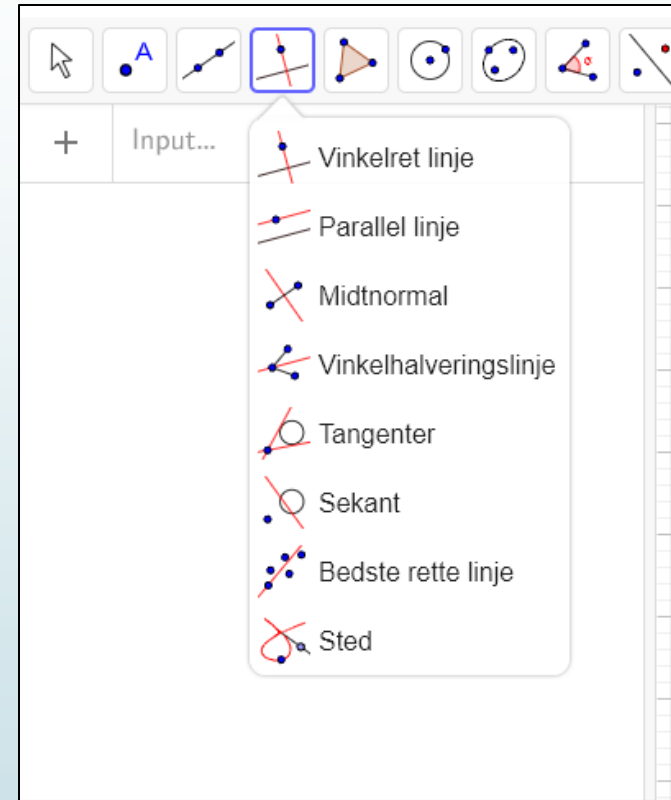 A
α
Input...
Vinkelret linje
Parallel linje
Midtnormal
Vinkelhalveringslinje
Tangenter
Sekant
Bedste rette linje
Sted